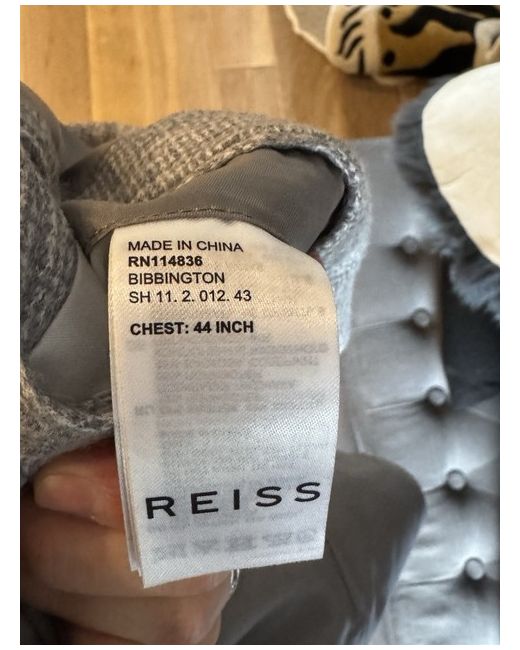 MADE IN CHINA
RN114836
BIBBINGTON
SH 11. 2. 012. 43
CHEST: 44 INCH
REISS